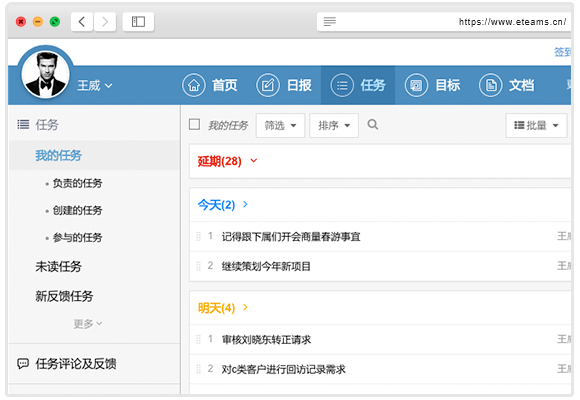 https://www.eteams.cn/
签到
王威
首页
日报
任务
目标
文档
任务
我的任务
负责的任务
创建的任务
参与的任务
未读任务
新反馈任务
更多
任务评论及反馈
我的任务
筛选
排序
批量
延期(28)
今天(2)
1 记得跟下属们开会商量春游事宜 王威
2 继续策划今年新项目 王威
明天(4)
1 审核刘晓东转正请求 王威
2 对c类客户进行回访记录需求 王威